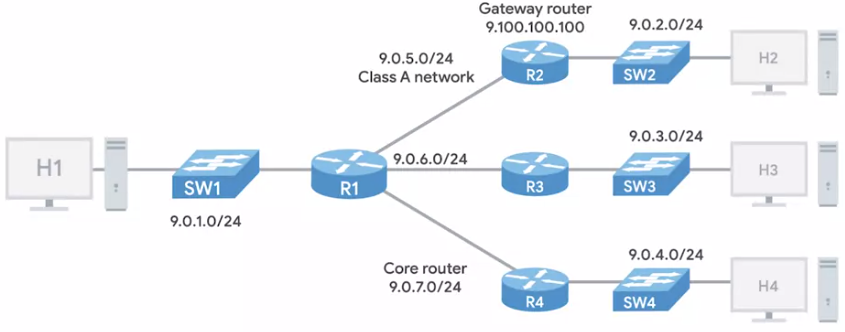 Gateway router
9.100.100.100
9.0.2.0/24
9.0.5.0/24
Class A network
R2
SW2
H2
H1
SW1
9.0.1.0/24
R1
9.0.6.0/24
R3
9.0.3.0/24
SW3
H3
Core router
9.0.7.0/24
R4
9.0.4.0/24
SW4
H4